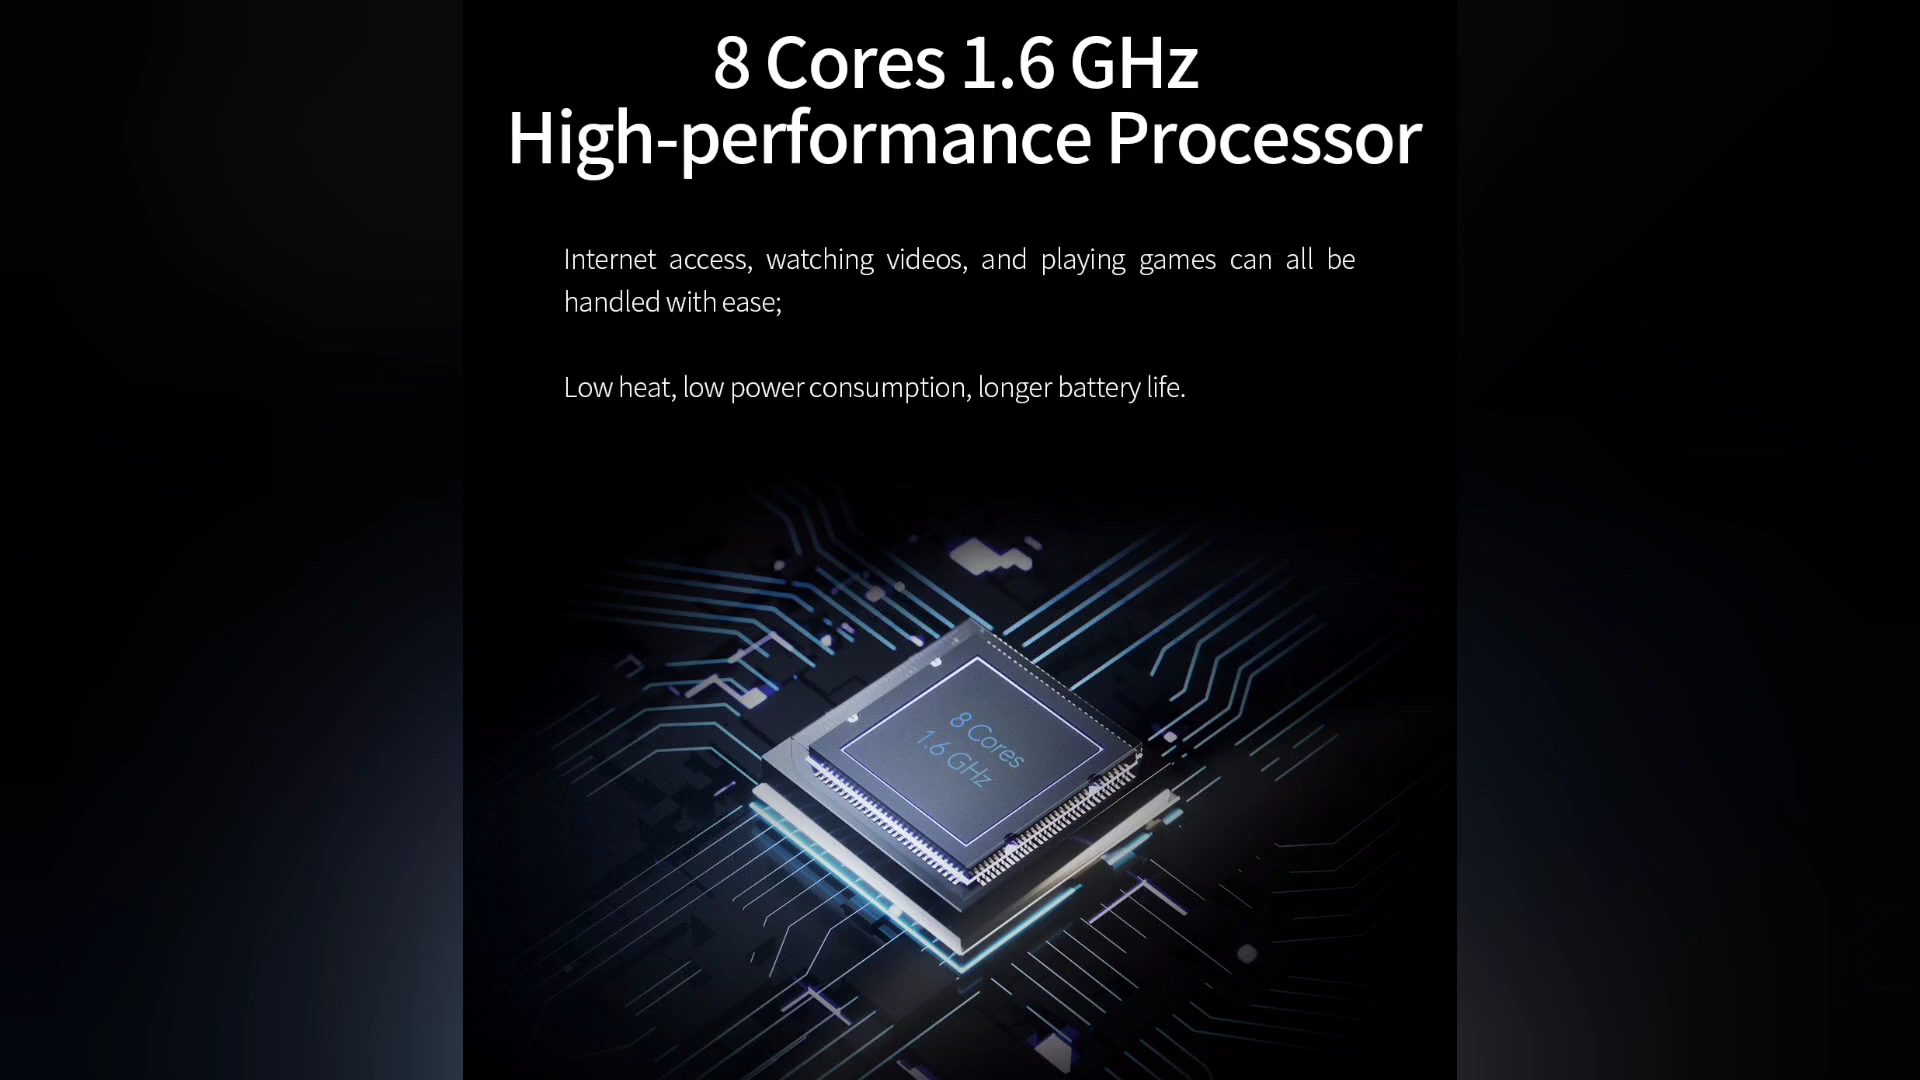 8 Cores 1.6 GHz
High-performance Processor
Internet access, watching videos, and playing games can all be
handled with ease;
Low heat, low power consumption, longer battery life.
8 Cores
1.6 GHz